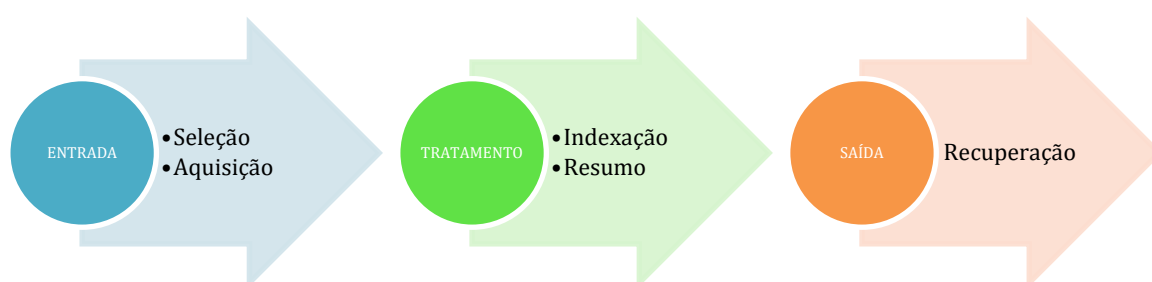 ENTRADA
•Seleção
•Aquisição
TRATAMENTO
•Indexação
•Resumo
SAÍDA
Recuperação